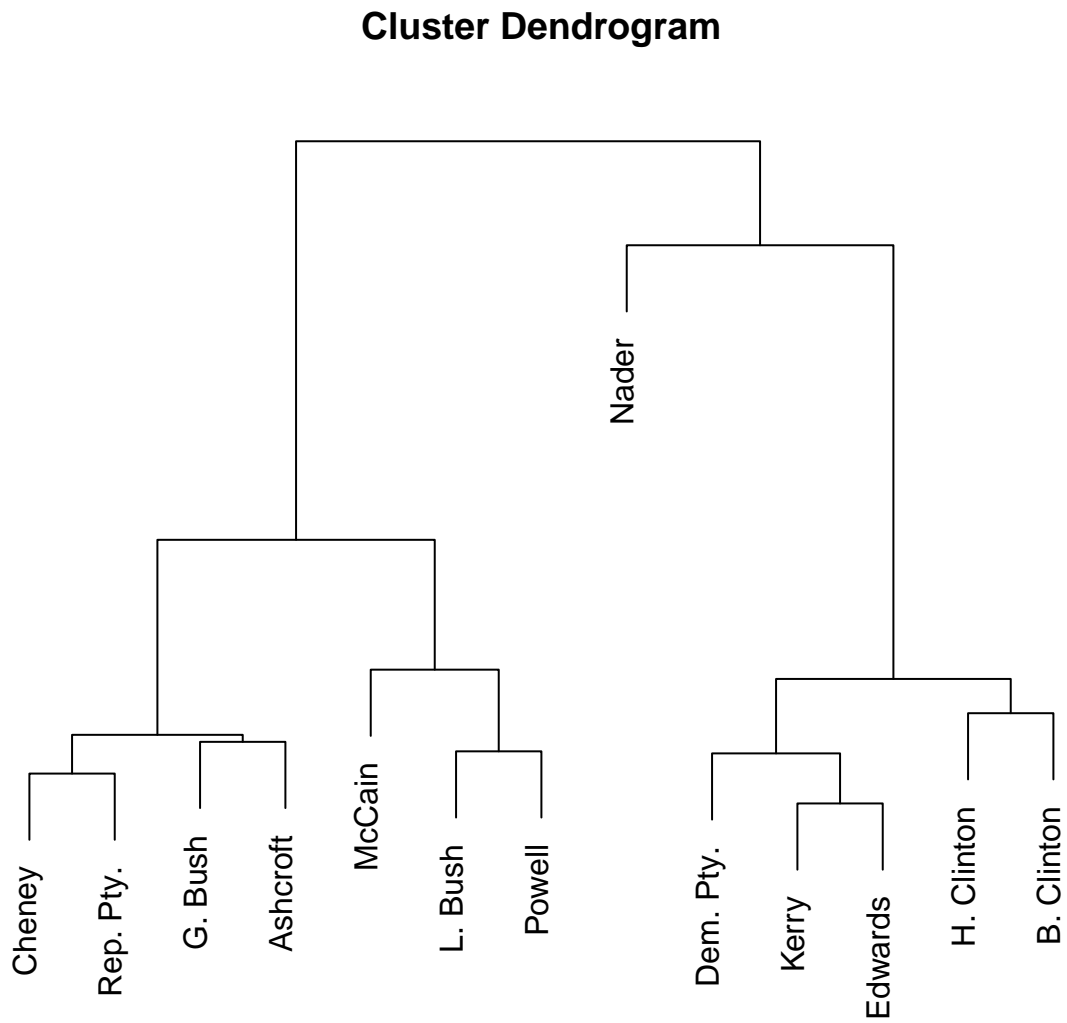 Cluster Dendrogram
Cheney
Rep. Pty.
G. Bush
Ashcroft
McCain
L. Bush
Powell
Nader
Dem. Pty.
Kerry
Edwards
H. Clinton
B. Clinton